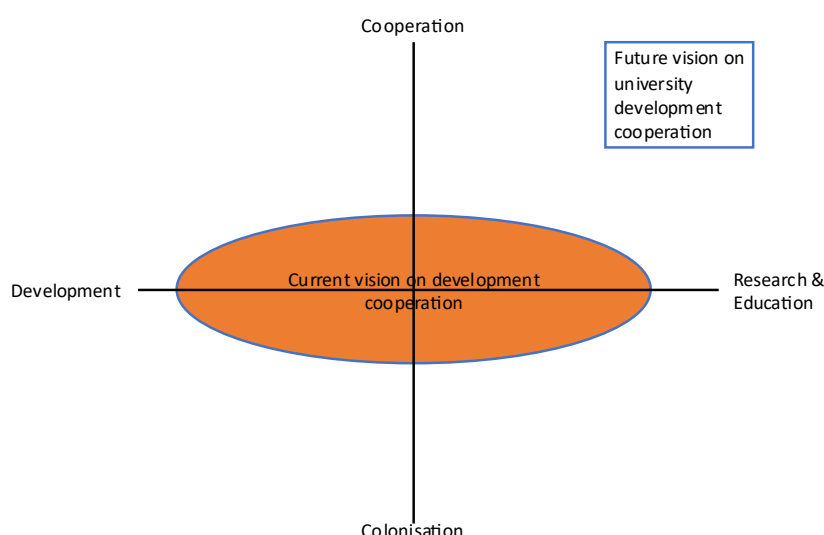 Cooperation
Future vision on
university
development
cooperation
Current vision on development
cooperation
Development
Research &
Education
Colonisation